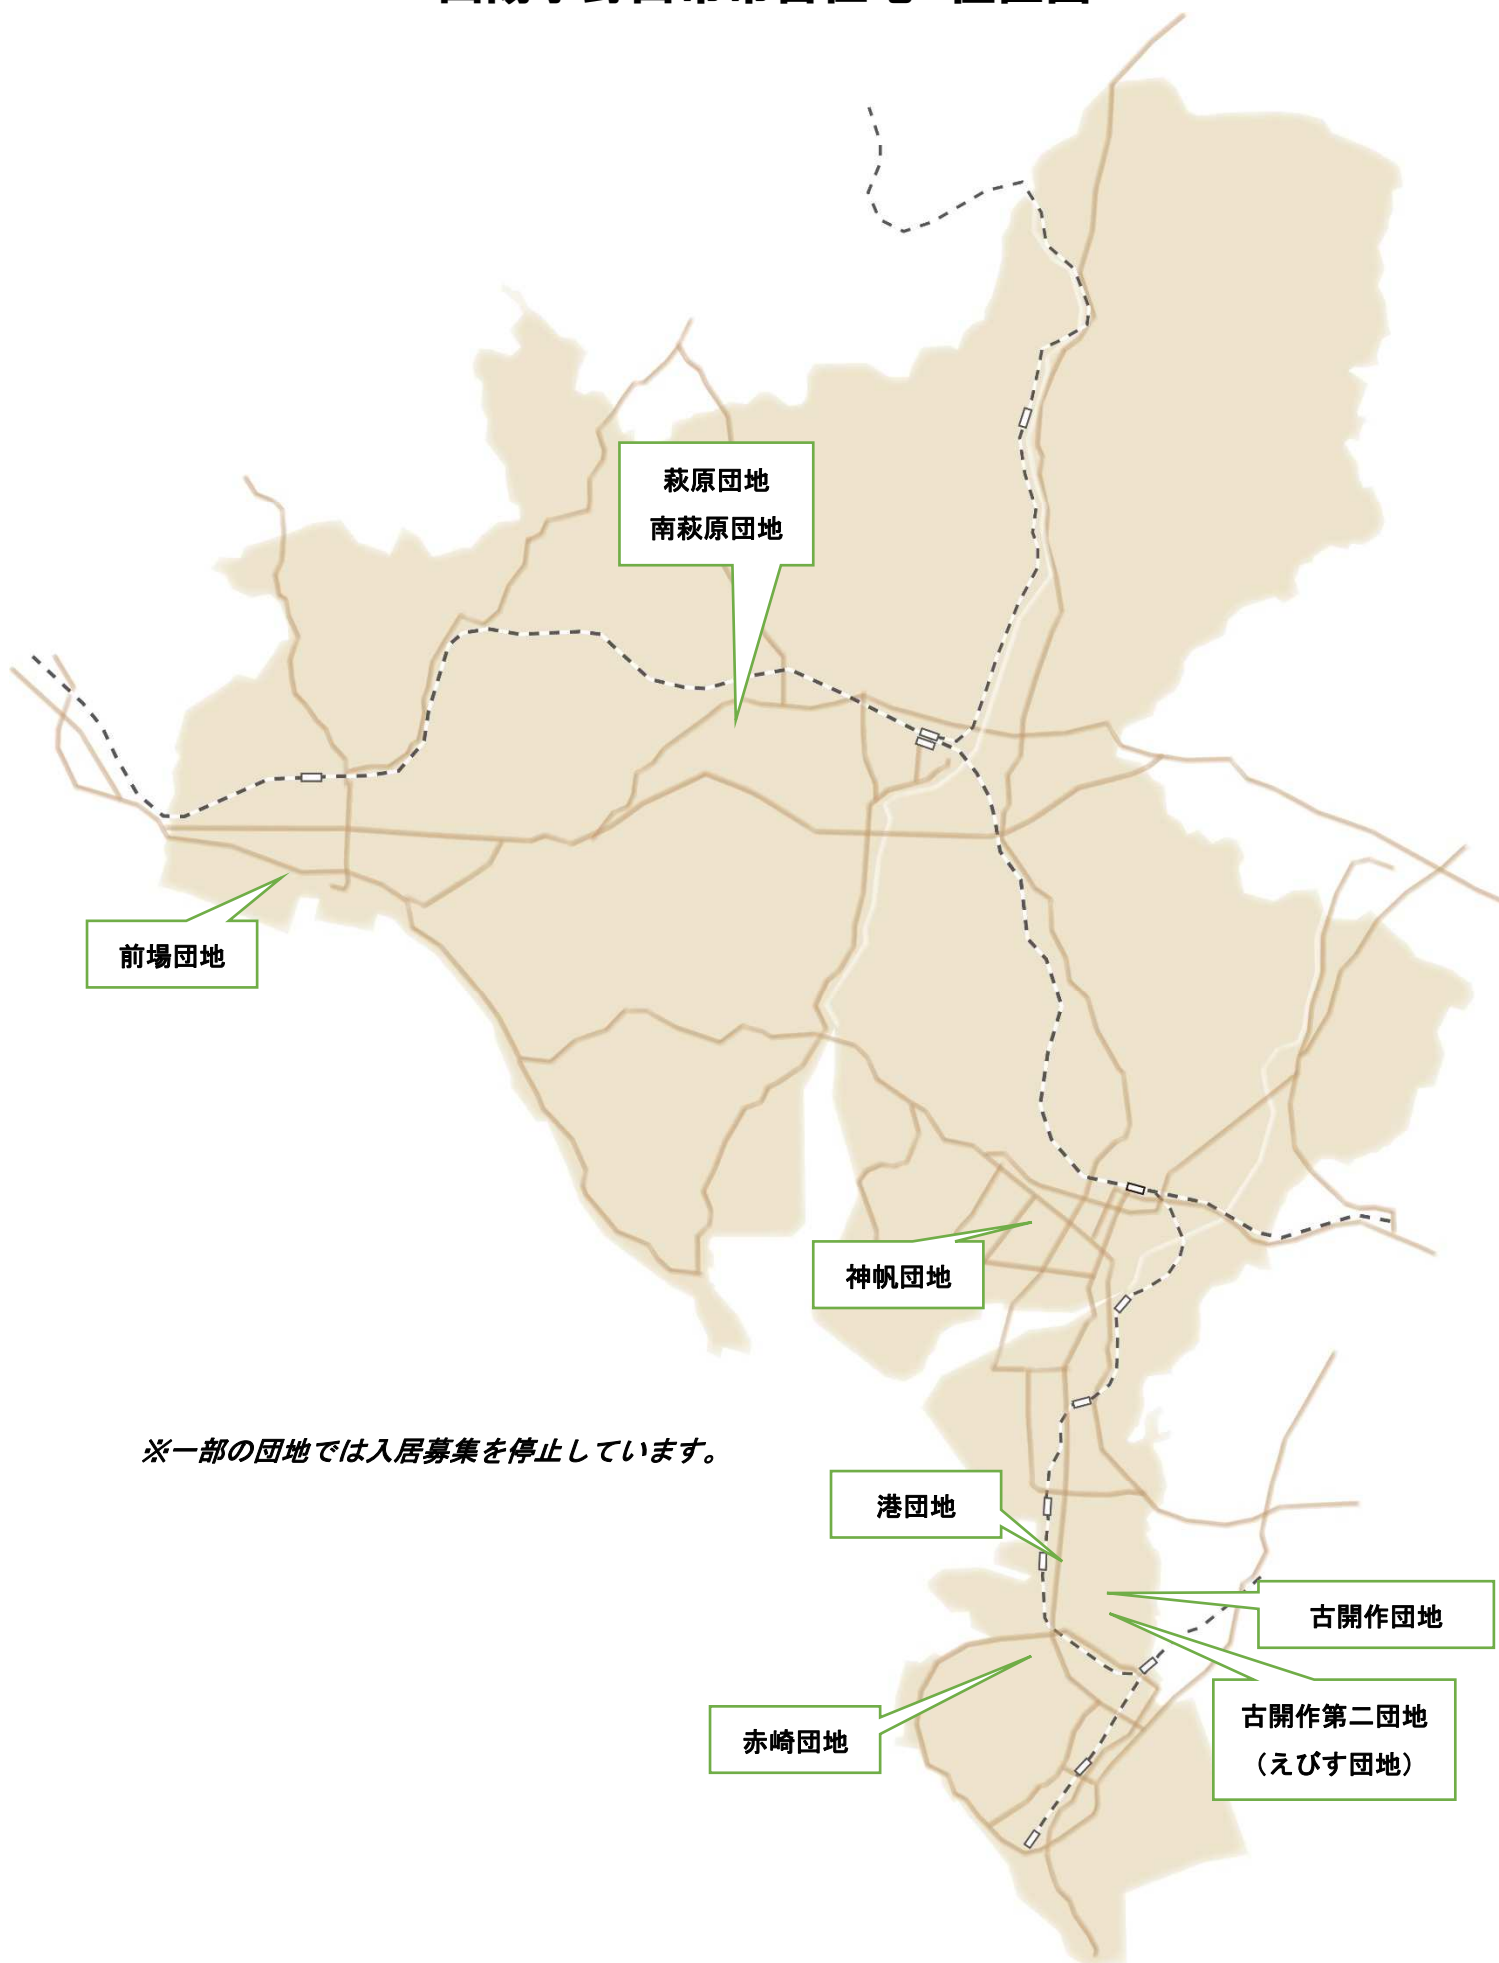 萩原団地
南萩原団地
前場団地
神帆団地
※一部の団地では入居募集を停止しています。
港団地
古開作団地
古開作第二団地
（えびす団地）
赤崎団地